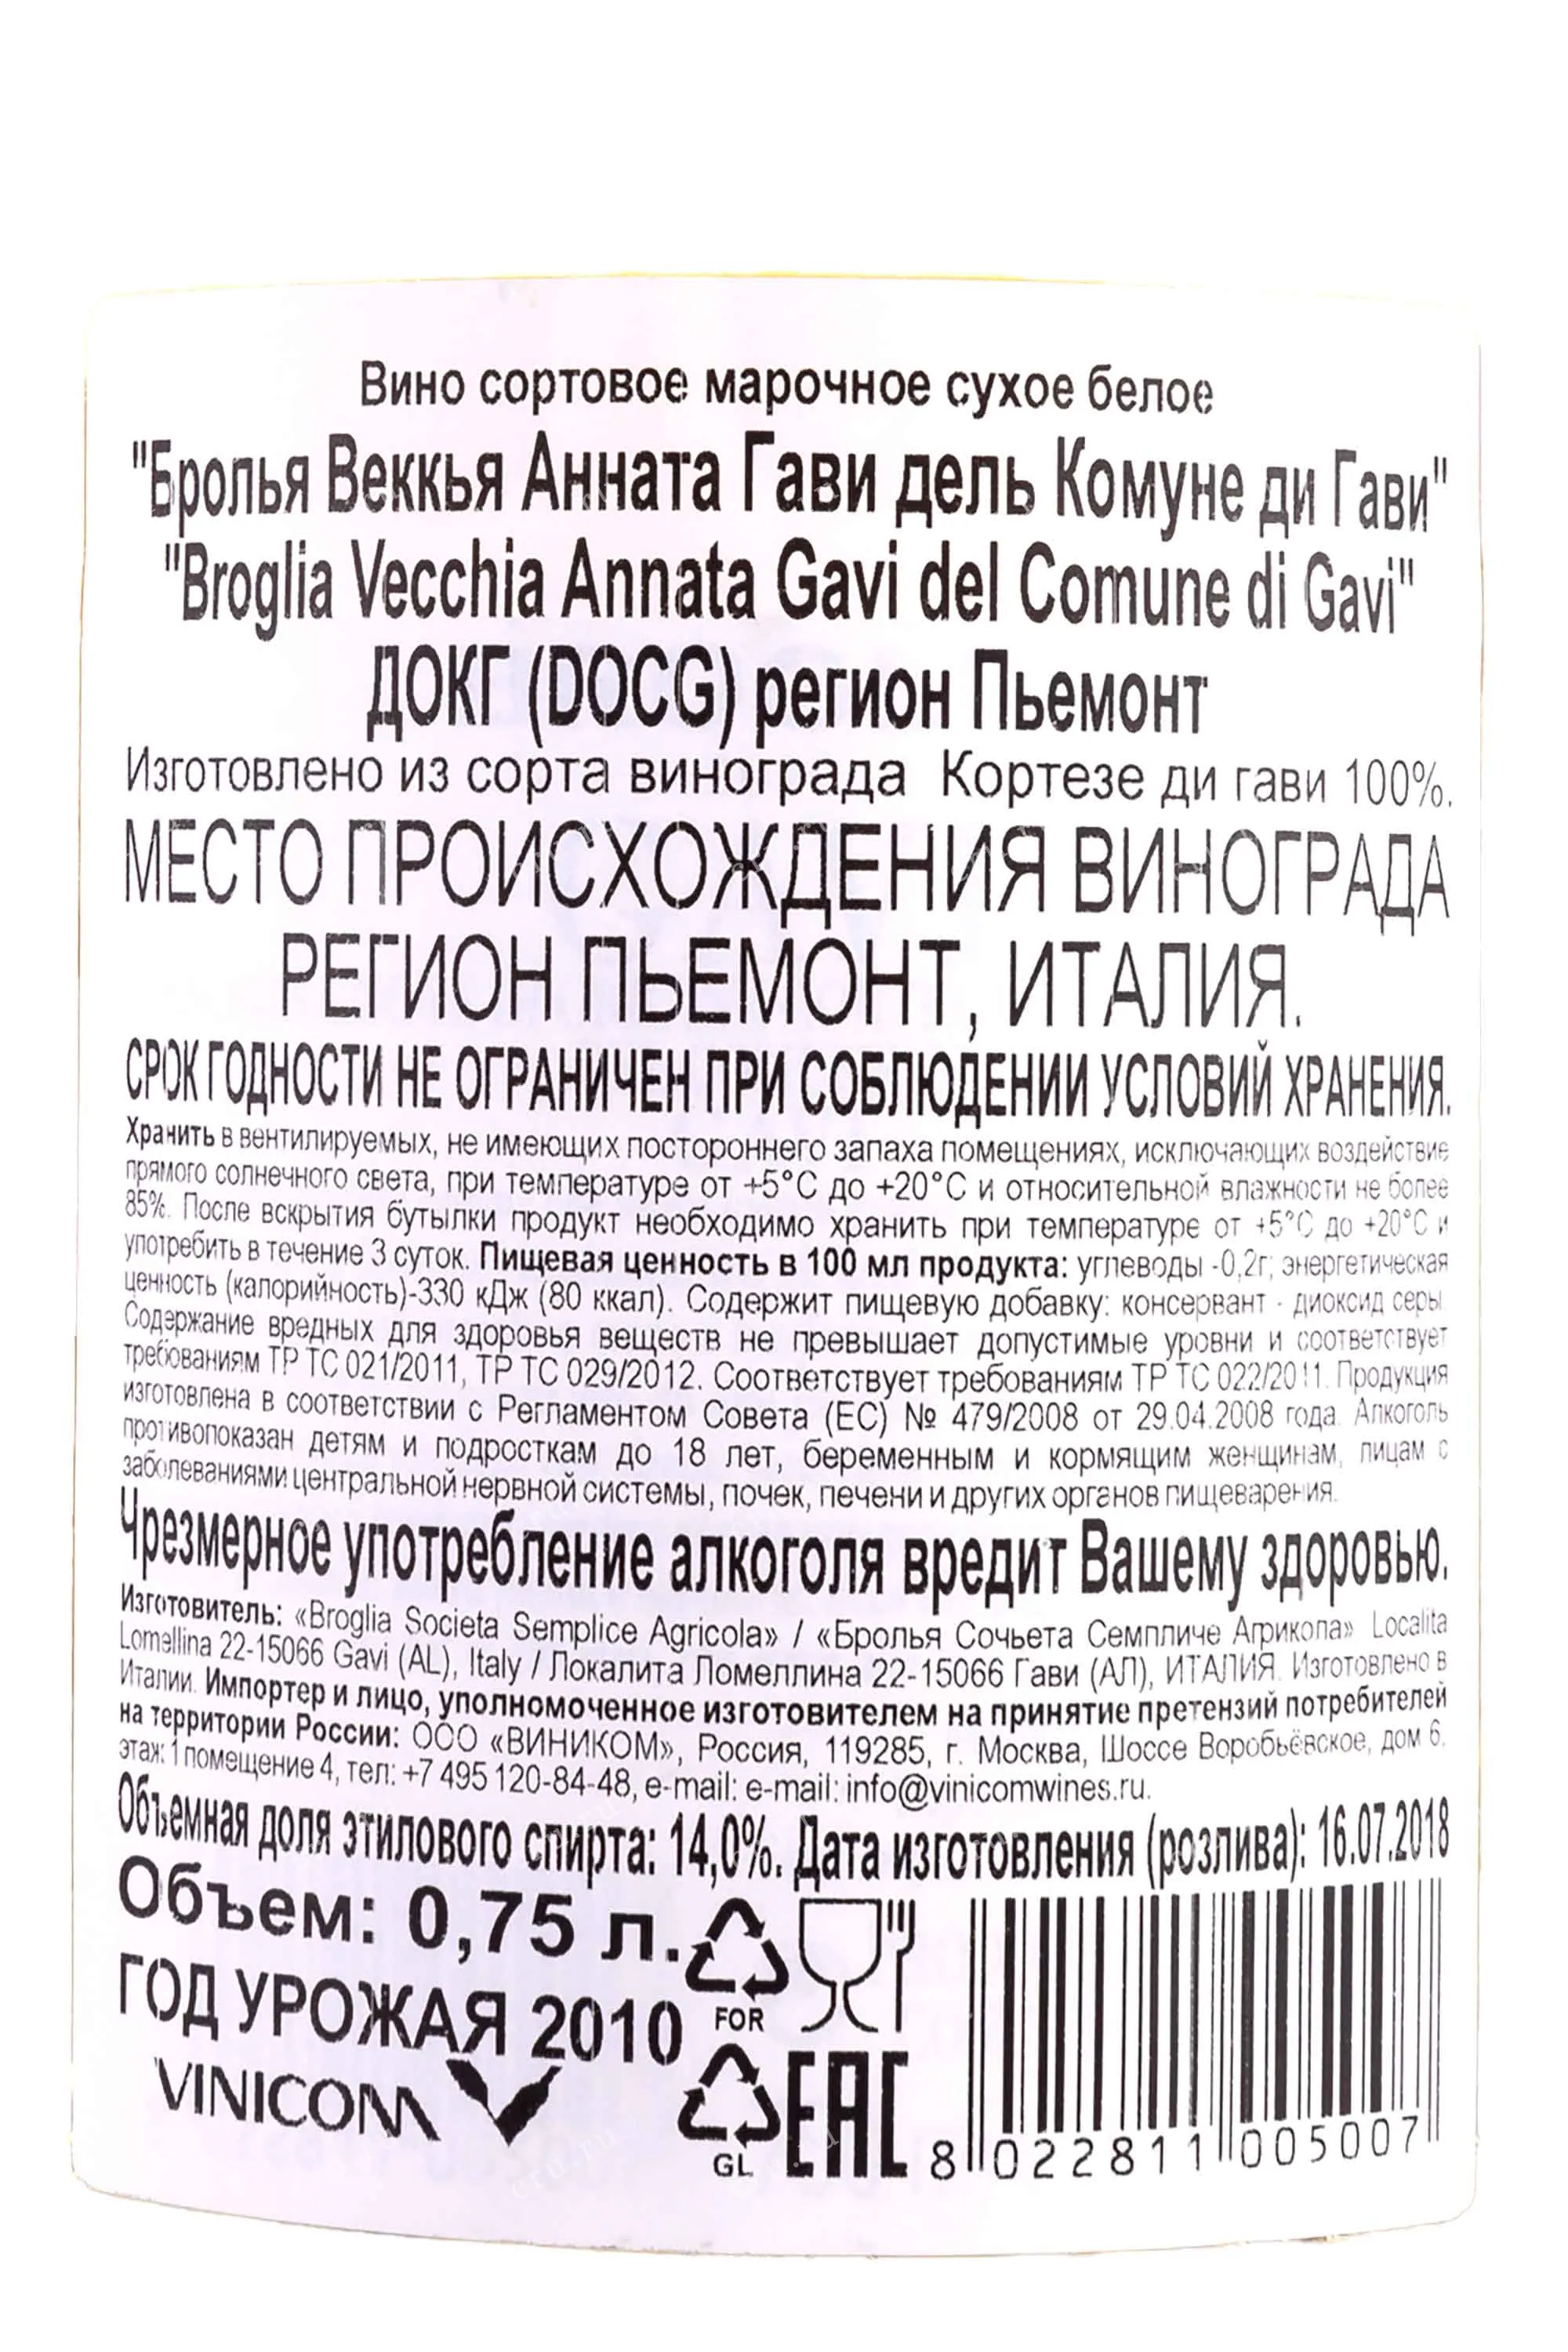 Вино сортовое марочное сухое белое
"Бролья Веккья Анната Гави дель Комуне ди Гави"
"Broglia Vecchia Annata Gavi del Comune di Gavi"
ДОКГ (DOCG) регион Пьемонт
Изготовлено из сорта винограда Кортезе ди гави 100%.
МЕСТО ПРОИСХОЖДЕНИЯ ВИНОГРАДА
РЕГИОН ПЬЕМОНТ, ИТАЛИЯ.
СРОК ГОДНОСТИ НЕ ОГРАНИЧЕН ПРИ СОБЛЮДЕНИИ УСЛОВИЙ ХРАНЕНИЯ.
Хранить в вентилируемых, не имеющих постороннего запаха помещениях, исключающих воздействие
прямого солнечного света, при температуре от +5°С до +20°С и относительной влажности не более
85%. После вскрытия бутылки продукт необходимо хранить при температуре от +5°С до +20°С и
употребить в течение 3 суток. Пищевая ценность в 100 мл продукта: углеводы -0,2г; энергетическая
ценность (калорийность)-330 кДж (80 ккал). Содержит пищевую добавку: консервант - диоксид серы
Содержание вредных для здоровья веществ не превышает допустимые уровни и соответствует
требованиям ТР ТС 021/2011, ТР ТС 029/2012. Соответствует требованиям ТР ТС 022/2011. Продукция
изготовлена в соответствии с Регламентом Совета (ЕС) № 479/2008 от 29.04.2008 года. Алкоголь
противопоказан детям и подросткам до 18 лет, беременным и кормящим женщинам, лицам с
заболеваниями центральной нервной системы, почек, печени и других органов пищеварения.
Чрезмерное употребление алкоголя вредит Вашему здоровью.
Изготовитель: «Broglia Societa Semplice Agricola» / «Бролья Сочьета Семпличе Агрикола» Localita
Lomellina 22-15066 Gavi (AL), Italy / Локалита Ломеллина 22-15066 Гави (АЛ), ИТАЛИЯ. Изготовлено в
Италии. Импортер и лицо, уполномоченное изготовителем на принятие претензий потребителей
на территории России: ООО «ВИНИКОМ», Россия, 119285, г. Москва, Шоссе Воробьёвское, дом 6,
этаж 1 помещение 4, тел: +7 495 120-84-48, e-mail: e-mail: info@vinicomwines.ru.
Объемная доля этилового спирта: 14,0%. Дата изготовления (розлива): 16.07.2018
Объем: 0,75 л.
ГОД УРОЖАЯ 2010
FOR
VINICOM
GL
EAC
8 022811 005007